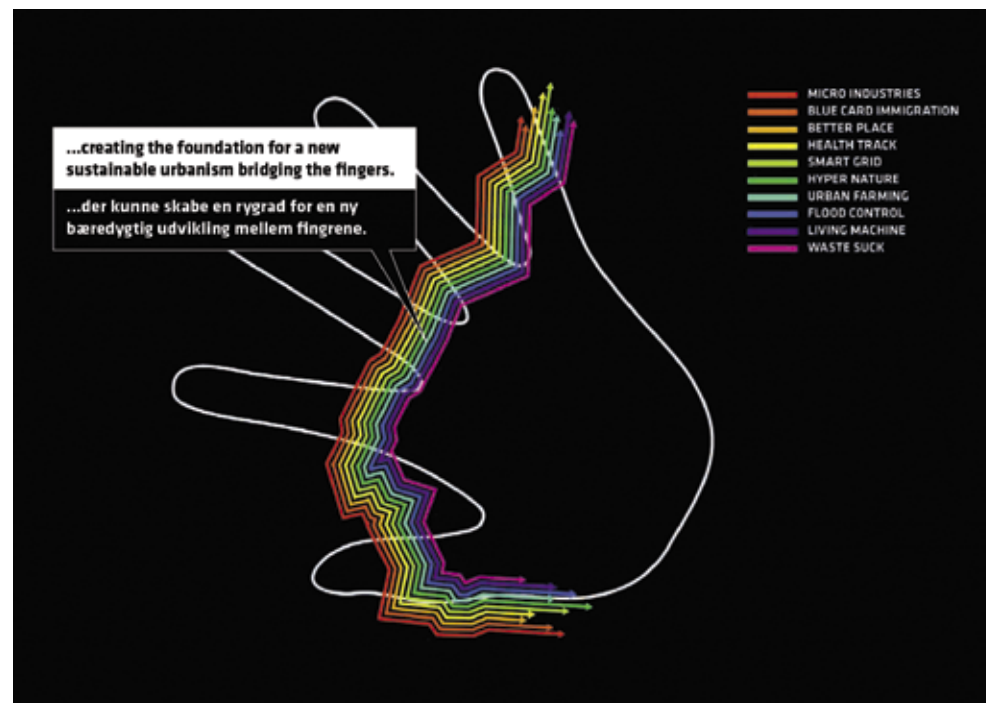 ...creating the foundation for a new
sustainable urbanism bridging the fingers.
...der kunne skabe en rygrad for en ny
bæredygtig udvikling mellem fingrene.
MICRO INDUSTRIES
BLUE CARD IMMIGRATION
BETTER PLACE
HEALTH TRACK
SMART GRID
HYPER NATURE
URBAN FARMING
FLOOD CONTROL
LIVING MACHINE
WASTE SUCK